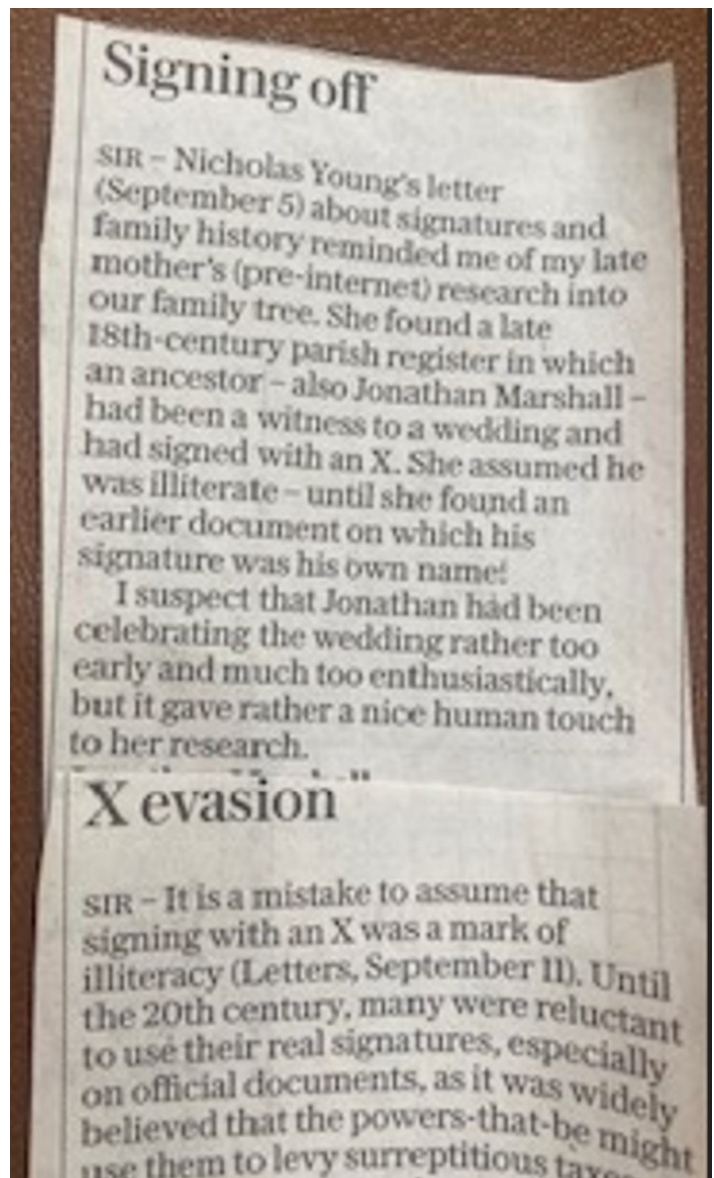 Signing off
SIR – Nicholas Young's letter
(September 5) about signatures and
family history reminded me of my late
mother's (pre-internet) research into
our family tree. She found a late
18th-century parish register in which
an ancestor – also Jonathan Marshall –
had been a witness to a wedding and
had signed with an X. She assumed he
was illiterate – until she found an
earlier document on which his
signature was his own name!
I suspect that Jonathan had been
celebrating the wedding rather too
early and much too enthusiastically,
but it gave rather a nice human touch
to her research.
X evasion
SIR – It is a mistake to assume that
signing with an X was a mark of
illiteracy (Letters, September 11). Until
the 20th century, many were reluctant
to use their real signatures, especially
on official documents, as it was widely
believed that the powers-that-be might
use them to levy surreptitious